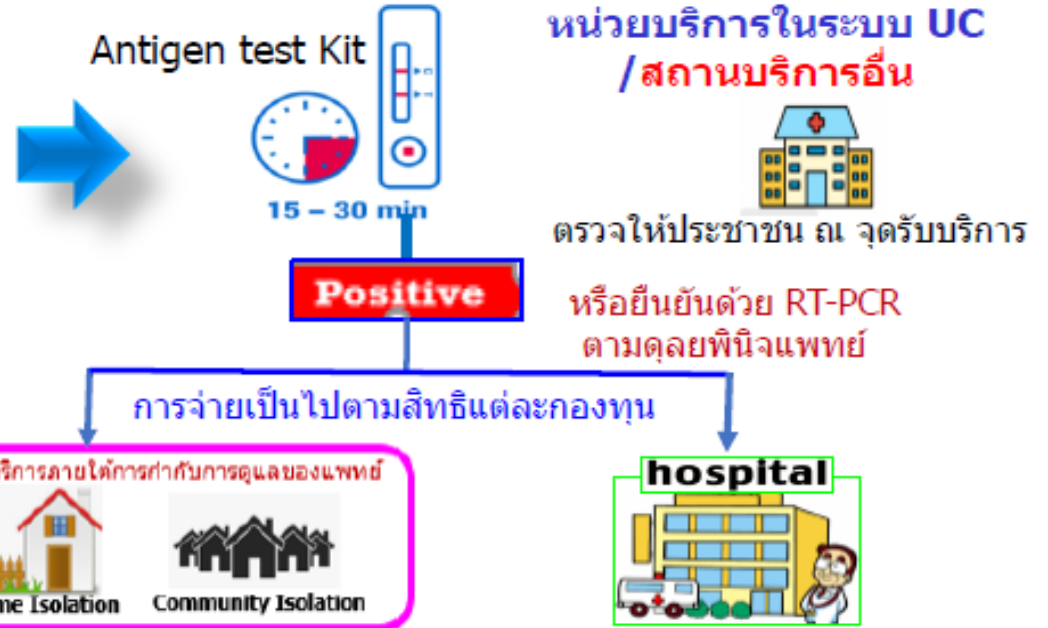 Antigen test Kit
หน่วยบริการในระบบ UC
/สถานบริการอื่น
15 – 30 min
ตรวจให้ประชาชน ณ จุดรับบริการ
Positive
หรือยืนยันด้วย RT-PCR
ตามดุลยพินิจแพทย์
การจ่ายเป็นไปตามสิทธิแต่ละกองทุน
ริการภายใต้การกำกับการดูแลของแพทย์
hospital
me Isolation
Community Isolation